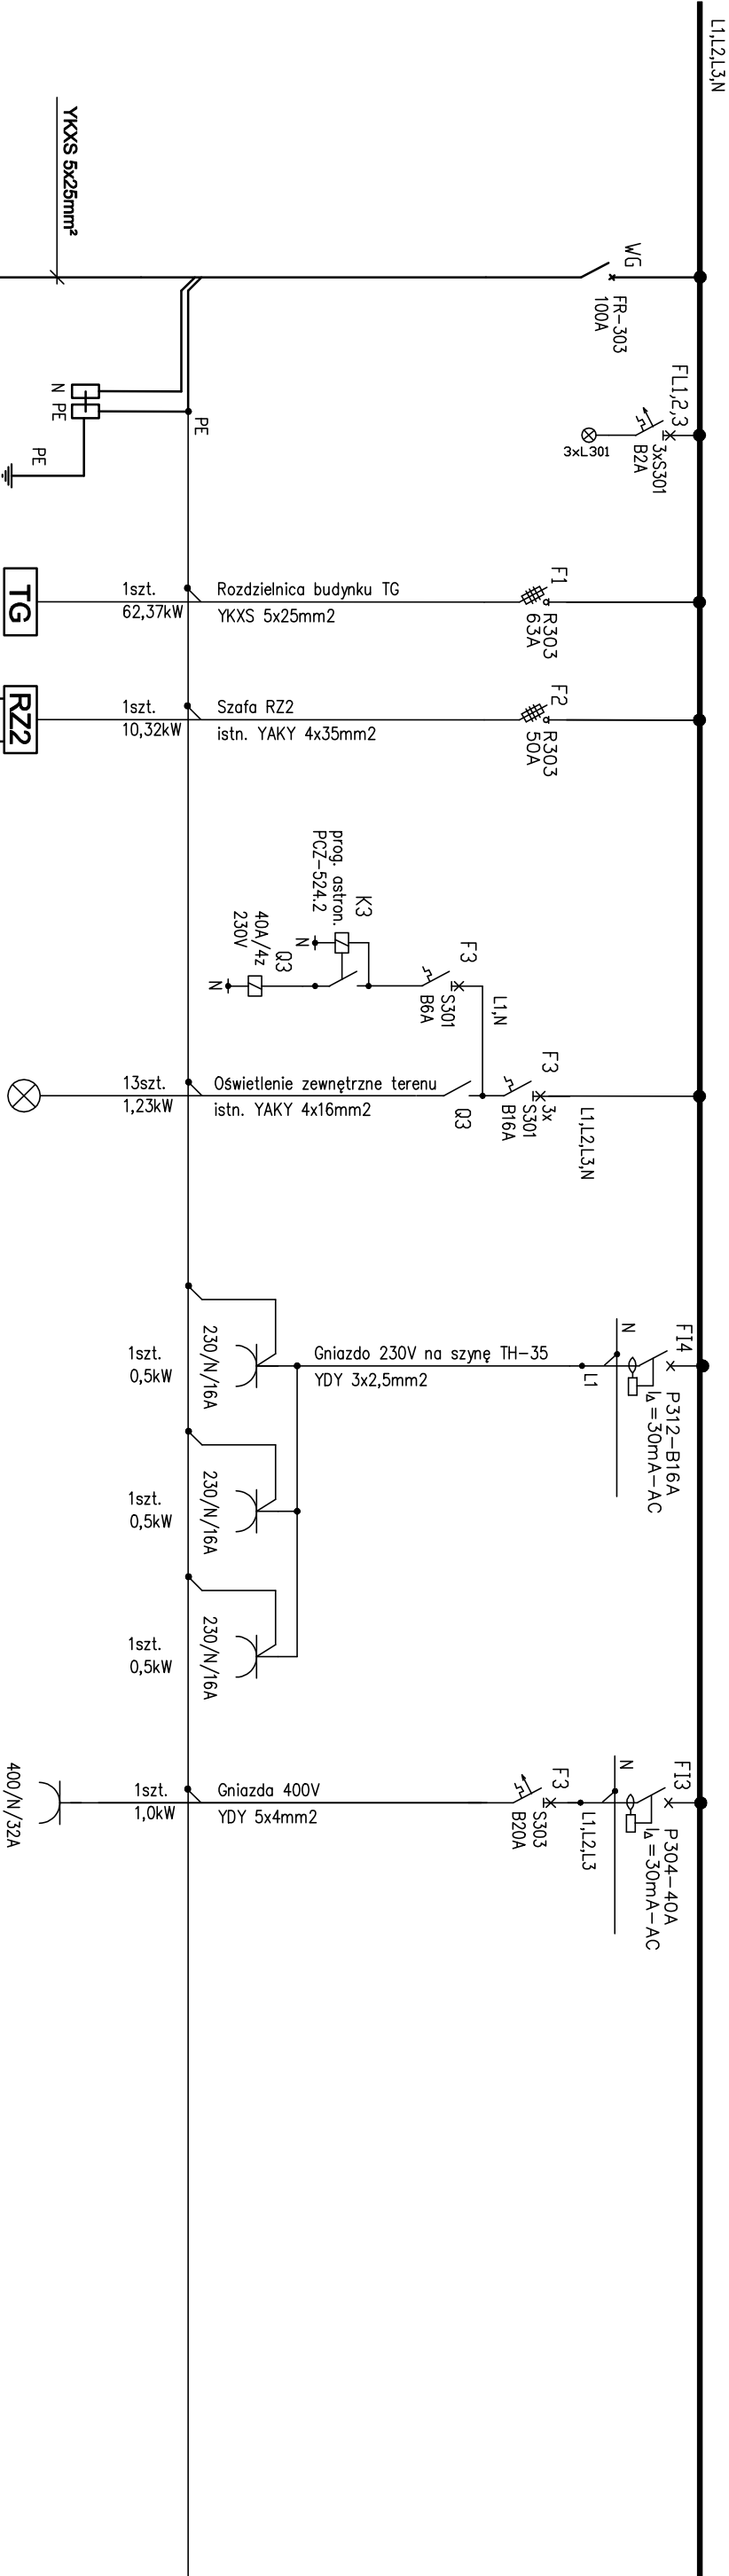 L1,L2,L3,N
YKXS 5x25mm²
WG
FR-303
100A
FL1,2,3
3xS301
B2A
3xL301
N
PE
PE
PE
F1
R303
63A
Rozdzielnica budynku TG
YKXS 5x25mm2
1szt.
62,37kW
TG
F2
R303
50A
Szafa RZ2
istn. YAKY 4x35mm2
1szt.
10,32kW
RZ2
K3
prog. astron.
PCZ-524.2
N
Q3
40A/4z
230V
N
F3
S301
B6A
L1,N
F3
3x
S301
B16A
L1,L2,L3,N
Q3
Oświetlenie zewnętrzne terenu
istn. YAKY 4x16mm2
13szt.
1,23kW
FI4
P312-B16A
IΔ=30mA-AC
N
L1
Gniazdo 230V na szynę TH-35
YDY 3x2,5mm2
230/N/16A
1szt.
0,5kW
230/N/16A
1szt.
0,5kW
230/N/16A
1szt.
0,5kW
FI3
P304-40A
IΔ=30mA-AC
N
L1,L2,L3
F3
S303
B20A
Gniazda 400V
YDY 5x4mm2
1szt.
1,0kW
400/N/32A